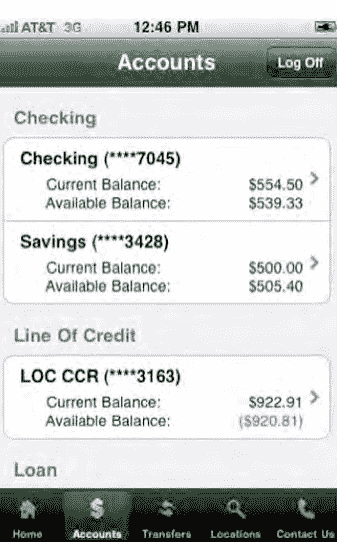 AT&T 3G 12:46 PM
Accounts Log Off
Checking
Checking (****7045)
Current Balance: $554.50
Available Balance: $539.33
Savings (****3428)
Current Balance: $500.00
Available Balance: $505.40
Line Of Credit
LOC CCR (****3163)
Current Balance: $922.91
Available Balance: ($920.81)
Loan
Home Accounts Transfers Locations Contact Us